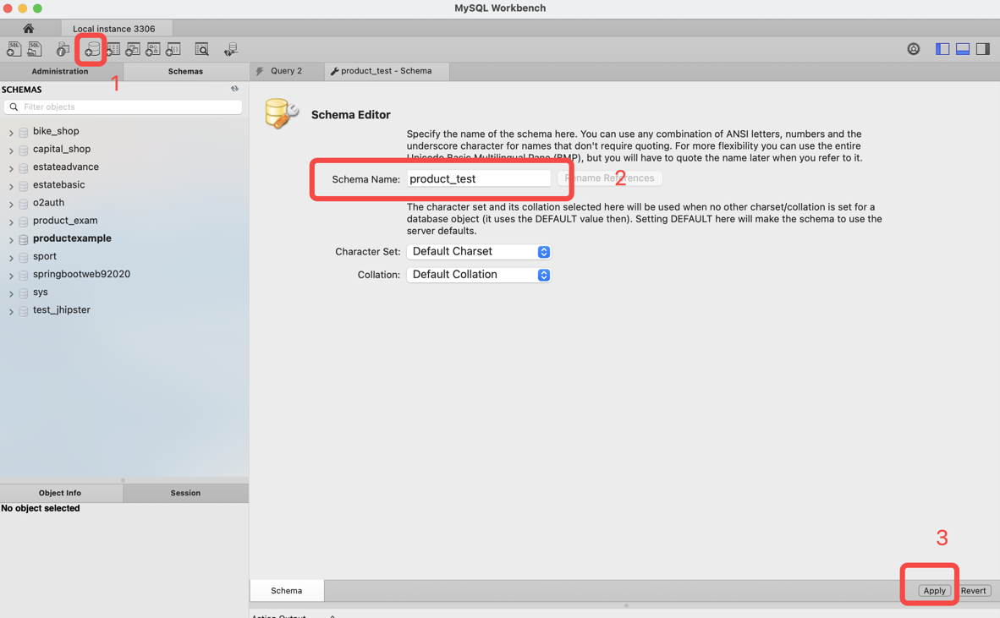 MySQL Workbench
Local instance 3306
Administration
Schemas
Query 2
product_test - Schema
1
SCHEMAS
Filter objects
bike_shop
capital_shop
estateadvance
estatebasic
o2auth
product_exam
productexample
sport
springbootweb92020
sys
test_jhipster
Object Info
Session
No object selected
Schema Editor
Specify the name of the schema here. You can use any combination of ANSI letters, numbers and the
underscore character for names that don't require quoting. For more flexibility you can use the entire
Unicode Basic Multilingual Pane (BMP), but you will have to quote the name later when you refer to it.
Schema Name:
product_test
Rename References
2
The character set and its collation selected here will be used when no other charset/collation is set for a
database object (it uses the DEFAULT value then). Setting DEFAULT here will make the schema to use the
server defaults.
Character Set:
Default Charset
Collation:
Default Collation
3
Schema
Apply
Revert
Action Output